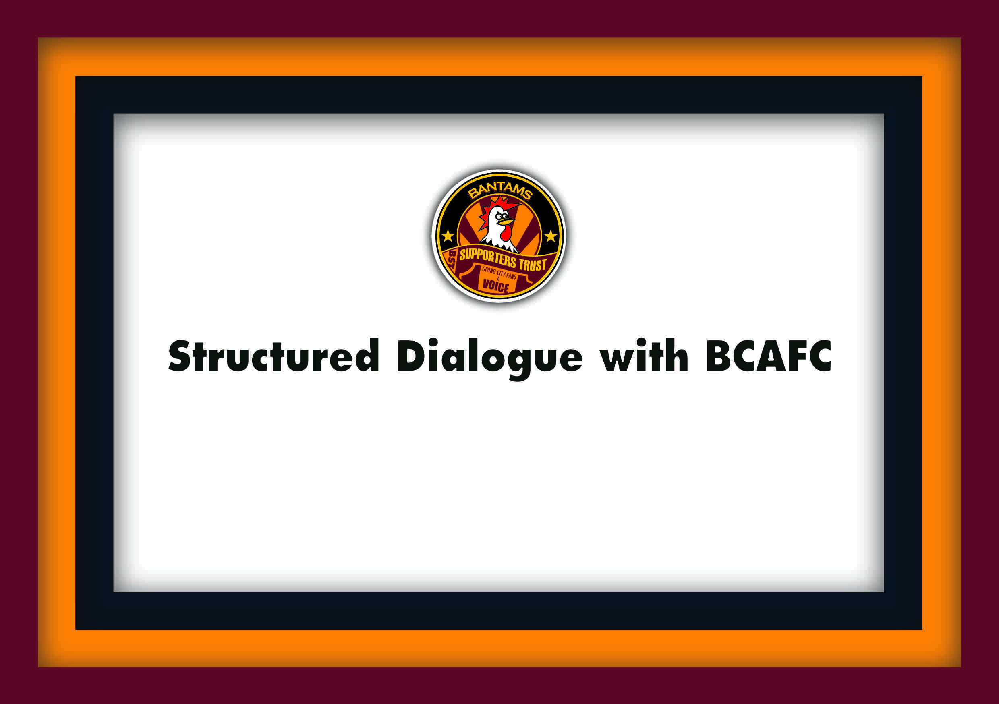 BANTAMS
BST
SUPPORTERS TRUST
GIVING CITY FANS
A
VOICE
Structured Dialogue with BCAFC